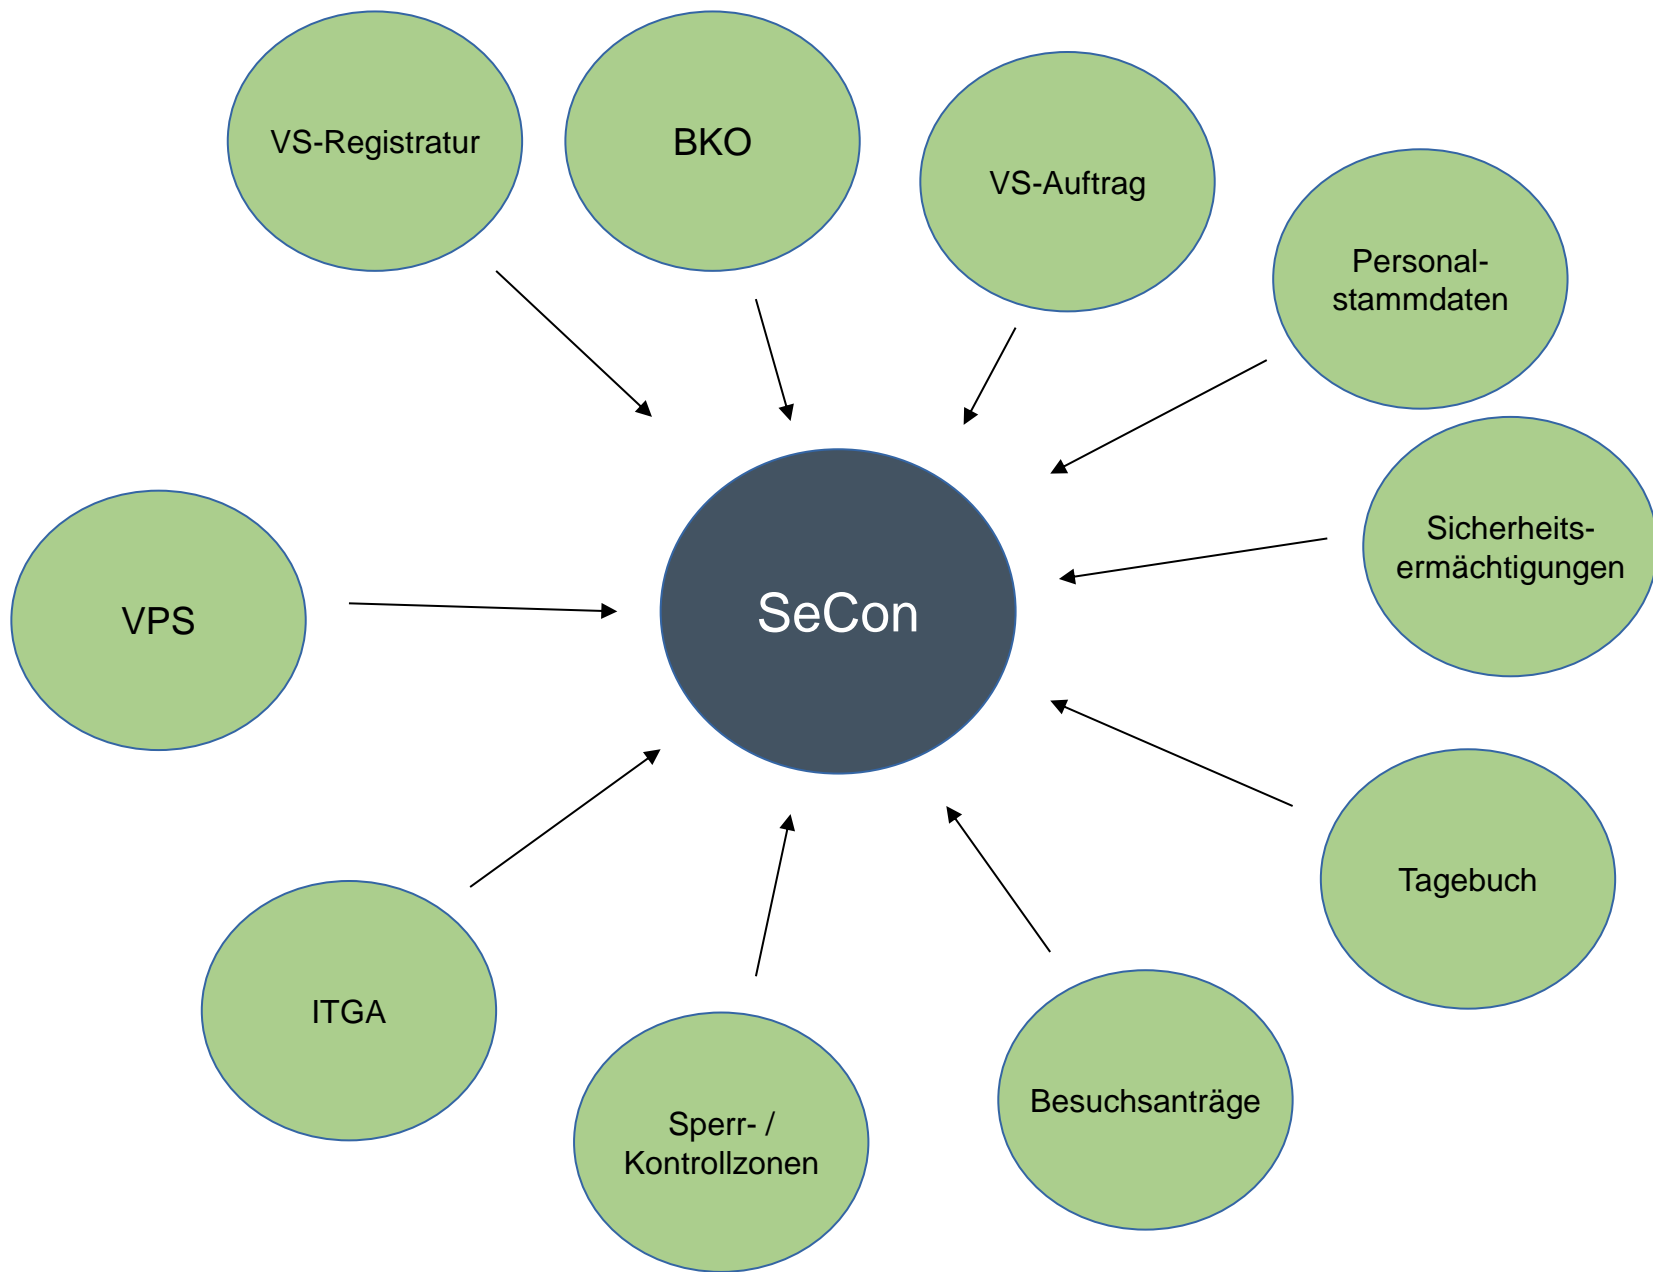 VS-Registratur
BKO
VS-Auftrag
Personal-
stammdaten
Sicherheits-
ermächtigungen
VPS
SeCon
Tagebuch
ITGA
Besuchsanträge
Sperr- /
Kontrollzonen